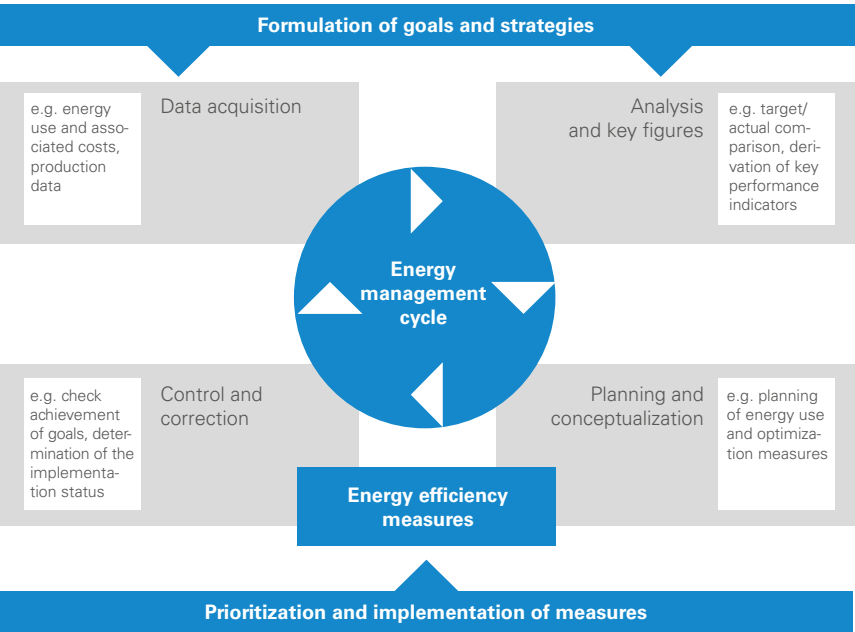 Formulation of goals and strategies
e.g. energy
use and asso-
ciated costs,
production
data
Data acquisition
Analysis
and key figures
e.g. target/
actual com-
parison, deri-
vation of key
performance
indicators
Energy
management
cycle
e.g. check
achievement
of goals, deter-
mination of the
implementa-
tion status
Control and
correction
Planning and
conceptualization
e.g. planning
of energy use
and optimiza-
tion measures
Energy efficiency
measures
Prioritization and implementation of measures